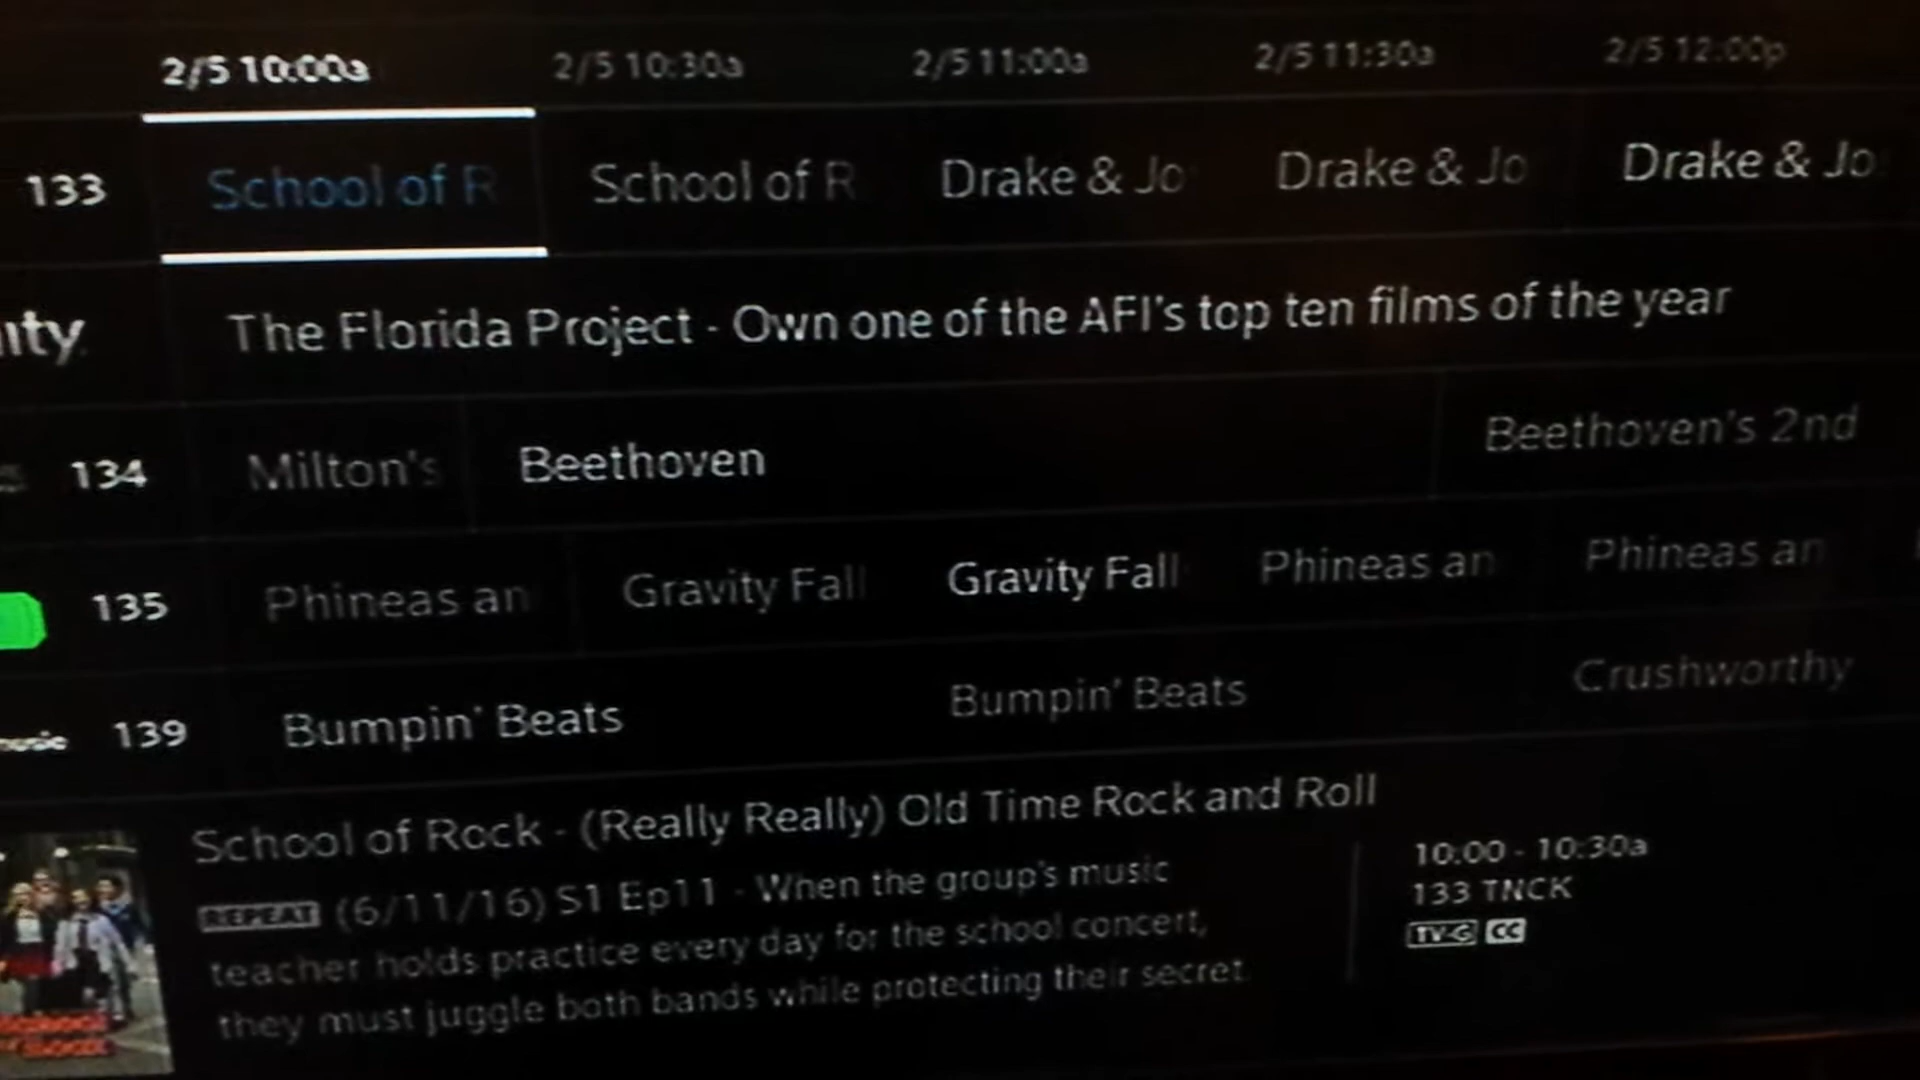 2/5 10:00a 2/5 10:30a 2/5 11:00a 2/5 11:30a 2/5 12:00p
133 School of R School of R Drake & Jo Drake & Jo Drake & Jo
The Florida Project - Own one of the AFI's top ten films of the year
134 Milton's Beethoven Beethoven's 2nd
135 Phineas an Gravity Fall Gravity Fall Phineas an Phineas an
139 Bumpin' Beats Bumpin' Beats Crushworthy
School of Rock - (Really Really) Old Time Rock and Roll
REPEAT (6/11/16) S1 Ep11 - When the group's music
teacher holds practice every day for the school concert,
they must juggle both bands while protecting their secret.
10:00 - 10:30a
133 TNCK
TV-G CC